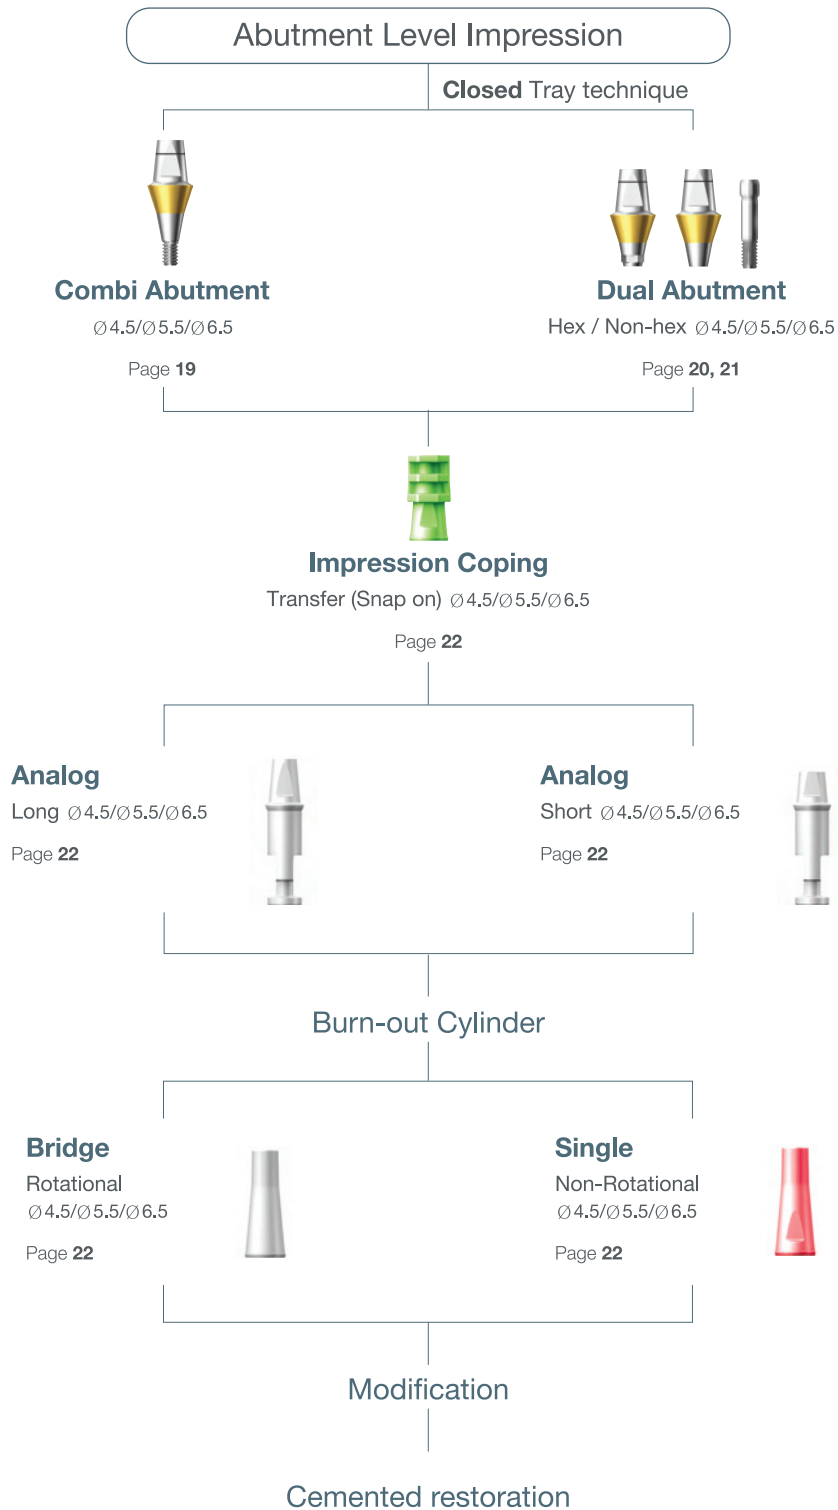 Abutment Level Impression
Closed Tray technique
Combi Abutment
Ø4.5/Ø5.5/Ø6.5
Page 19
Dual Abutment
Hex / Non-hex Ø4.5/Ø5.5/Ø6.5
Page 20, 21
Impression Coping
Transfer (Snap on) Ø4.5/Ø5.5/Ø6.5
Page 22
Analog
Long Ø4.5/Ø5.5/Ø6.5
Page 22
Analog
Short Ø4.5/Ø5.5/Ø6.5
Page 22
Burn-out Cylinder
Bridge
Rotational
Ø4.5/Ø5.5/Ø6.5
Page 22
Single
Non-Rotational
Ø4.5/Ø5.5/Ø6.5
Page 22
Modification
Cemented restoration